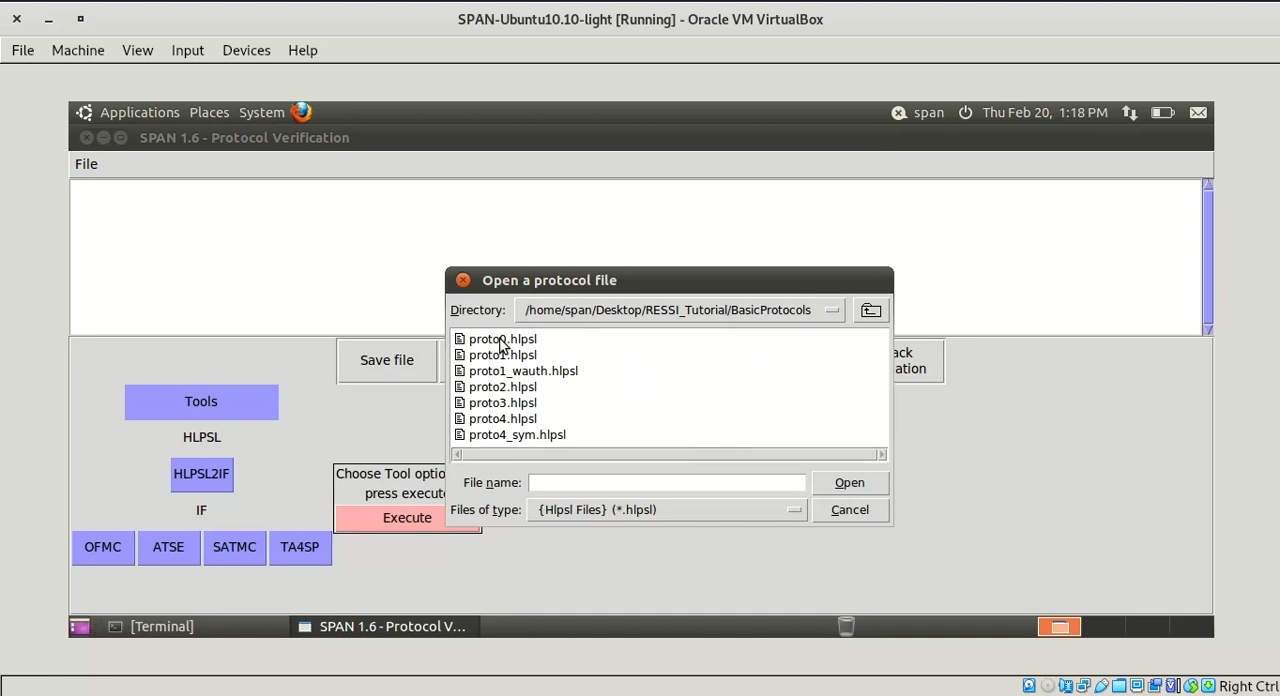 SPAN-Ubuntu10.10-light [Running] - Oracle VM VirtualBox
File Machine View Input Devices Help
Applications Places System span Thu Feb 20, 1:18 PM
SPAN 1.6 - Protocol Verification
File
Open a protocol file
Directory: /home/span/Desktop/RESSI_Tutorial/BasicProtocols
proto0.hlpsl
proto1.hlpsl
proto1_wauth.hlpsl
proto2.hlpsl
proto3.hlpsl
proto4.hlpsl
proto4_sym.hlpsl
File name: Open
Files of type: {Hlpsl Files} (*.hlpsl) Cancel
Save file
ack
ation
Tools
HLPSL
HLPSL2IF
IF
OFMC ATSE SATMC TA4SP
Choose Tool optio
press execute
Execute
[Terminal] SPAN 1.6 - Protocol V...
Right Ctrl